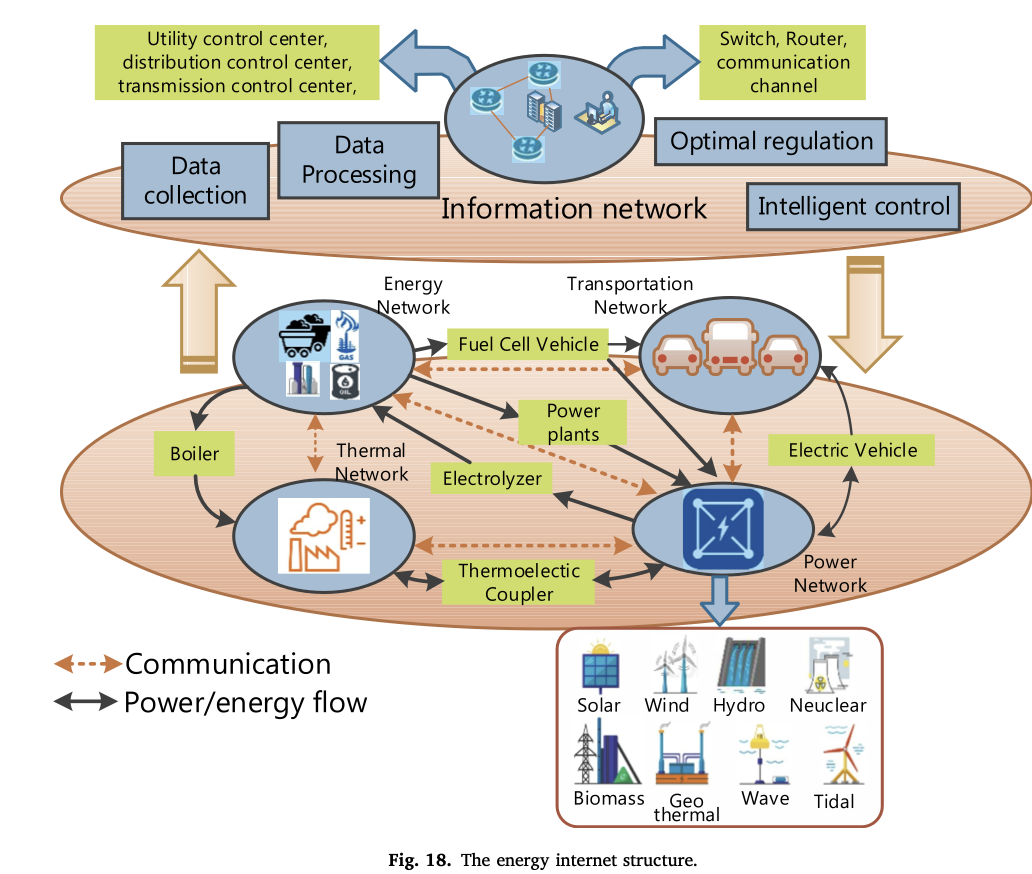 Utility control center,
distribution control center,
transmission control center,
Switch, Router,
communication
channel
Data
collection
Data
Processing
Optimal regulation
Intelligent control
Information network
Energy
Network
Transportation
Network
Fuel Cell Vehicle
GAS
OIL
Power
plants
Boiler
Thermal
Network
Electrolyzer
Electric Vehicle
Thermoelectic
Coupler
Power
Network
Communication
Power/energy flow
Solar
Wind
Hydro
Neuclear
Biomass
Geo
thermal
Wave
Tidal
Fig. 18. The energy internet structure.